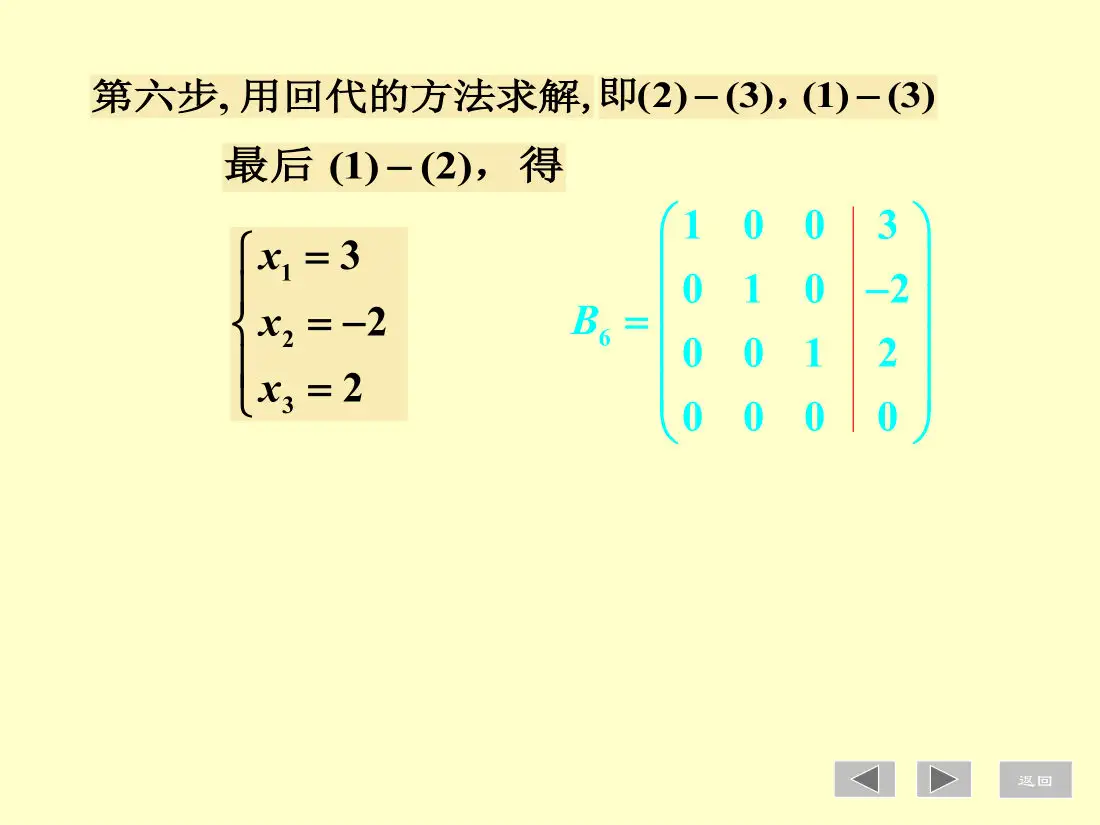 第六步, 用回代的方法求解, 即(2) − (3)，(1) − (3)
最后 (1) − (2)， 得
x₁ = 3
x₂ = −2
x₃ = 2
B₆ =
1 0 0 3
0 1 0 −2
0 0 1 2
0 0 0 0
返回